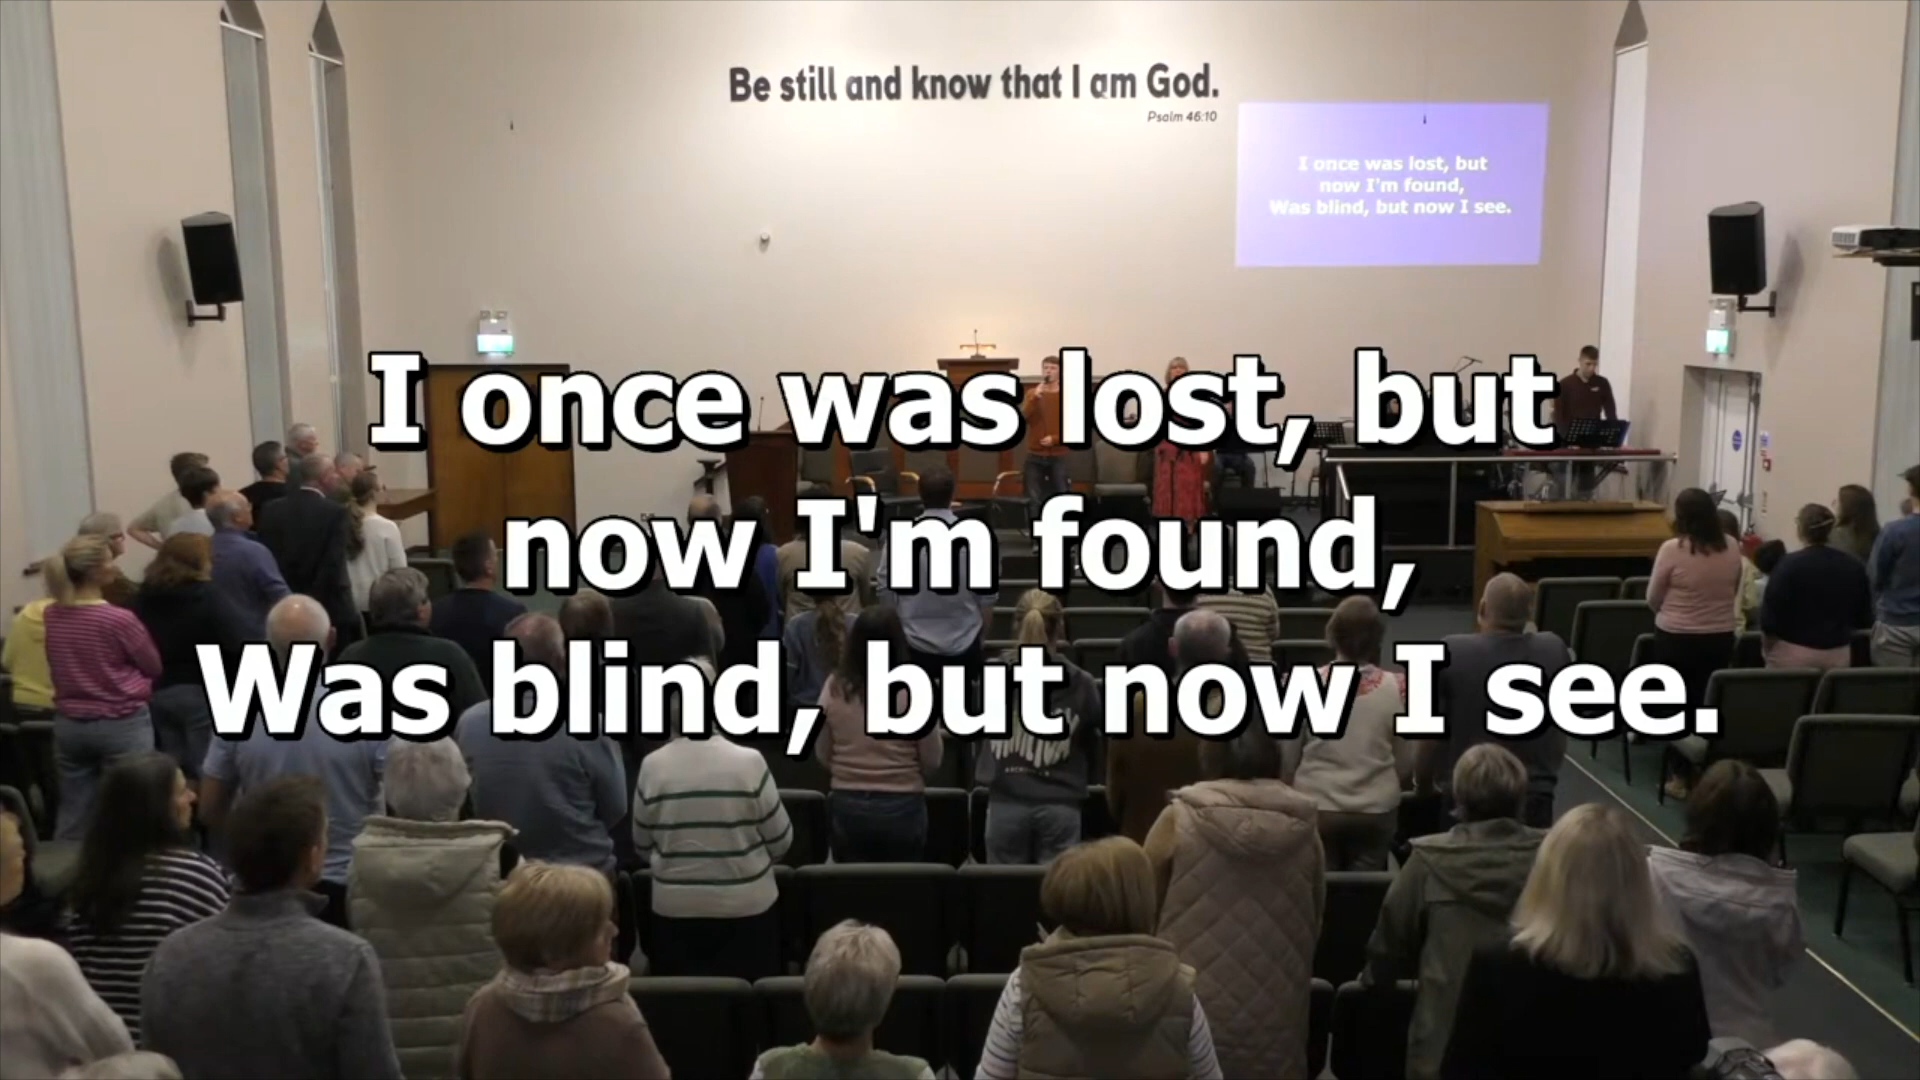 Be still and know that I am God.
Psalm 46:10
I once was lost, but
now I'm found,
Was blind, but now I see.
I once was lost, but
now I'm found,
Was blind, but now I see.